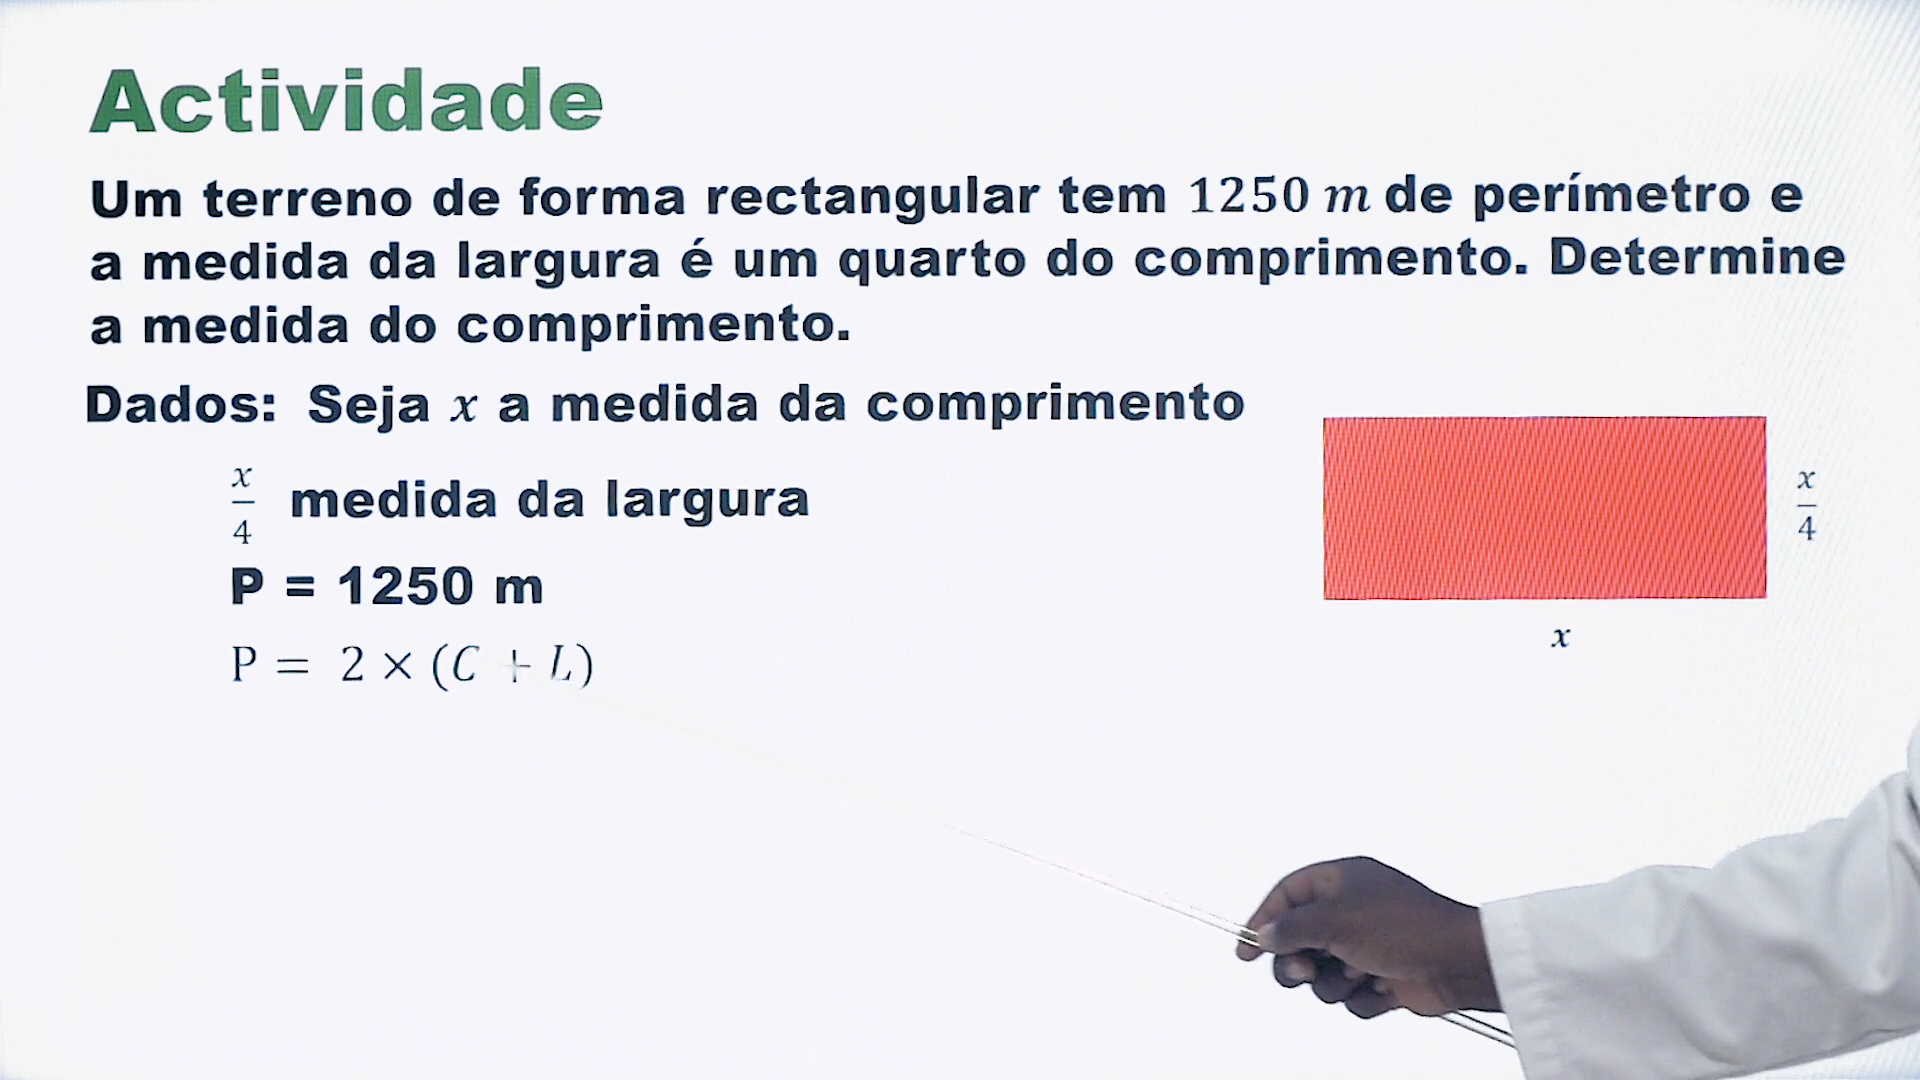 Actividade
Um terreno de forma rectangular tem 1250 m de perímetro e
a medida da largura é um quarto do comprimento. Determine
a medida do comprimento.
Dados: Seja x a medida da comprimento
x/4 medida da largura
P = 1250 m
P = 2 × (C + L)
x/4
x